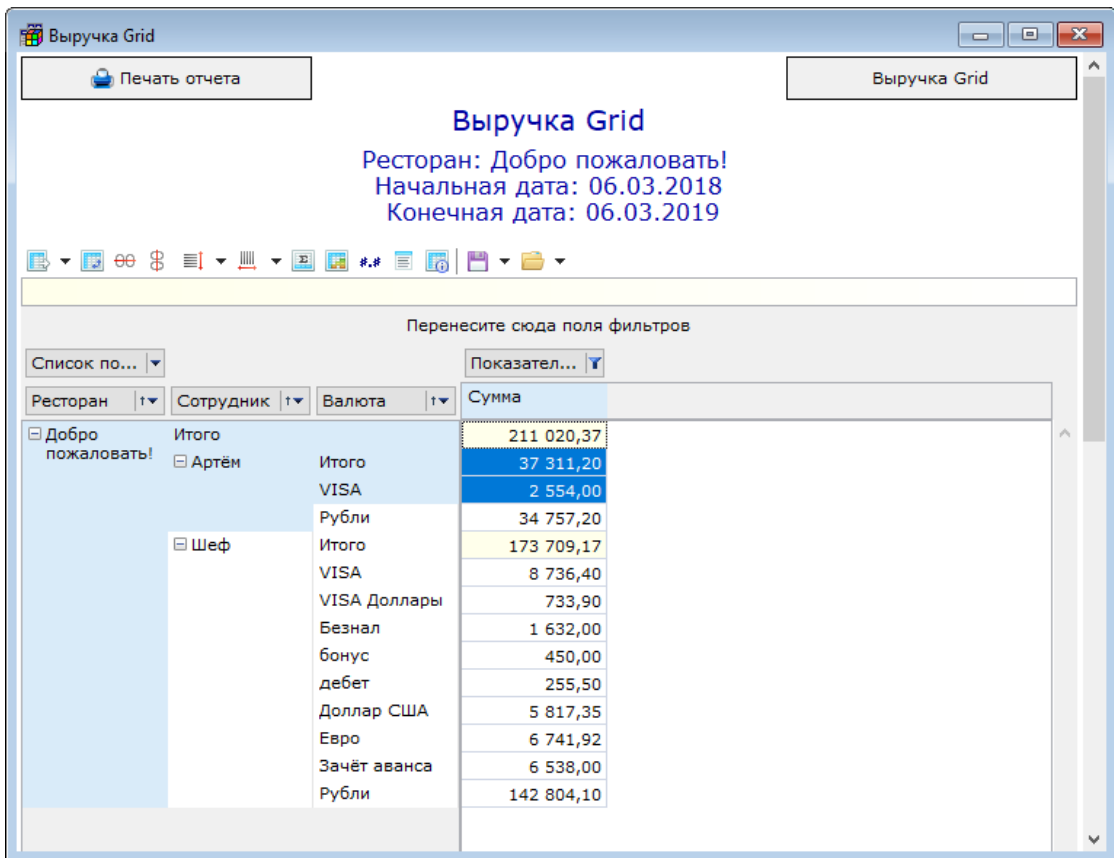 Выручка Grid
Печать отчета
Выручка Grid
Выручка Grid
Ресторан: Добро пожаловать!
Начальная дата: 06.03.2018
Конечная дата: 06.03.2019
#.#
Перенесите сюда поля фильтров
Список по... Показател...
Ресторан Сотрудник Валюта Сумма
Добро пожаловать! Итого 211 020,37
Артём Итого 37 311,20
VISA 2 554,00
Рубли 34 757,20
Шеф Итого 173 709,17
VISA 8 736,40
VISA Доллары 733,90
Безнал 1 632,00
бонус 450,00
дебет 255,50
Доллар США 5 817,35
Евро 6 741,92
Зачёт аванса 6 538,00
Рубли 142 804,10